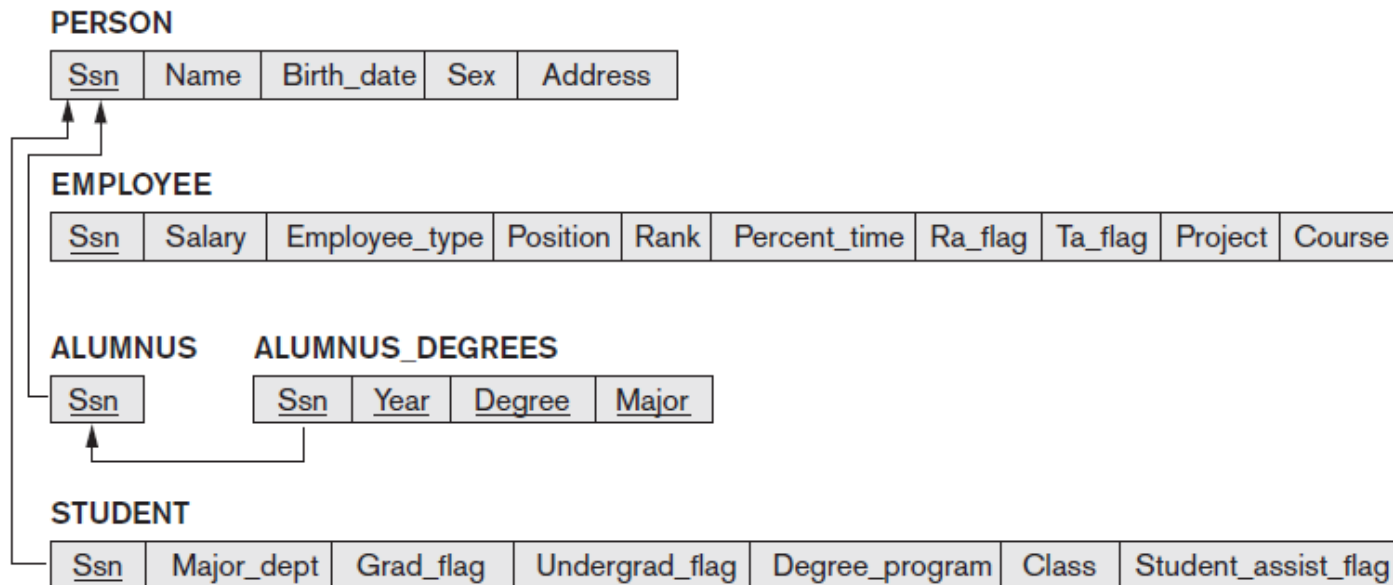 PERSON
Ssn Name Birth_date Sex Address
EMPLOYEE
Ssn Salary Employee_type Position Rank Percent_time Ra_flag Ta_flag Project Course
ALUMNUS ALUMNUS_DEGREES
Ssn Ssn Year Degree Major
STUDENT
Ssn Major_dept Grad_flag Undergrad_flag Degree_program Class Student_assist_flag